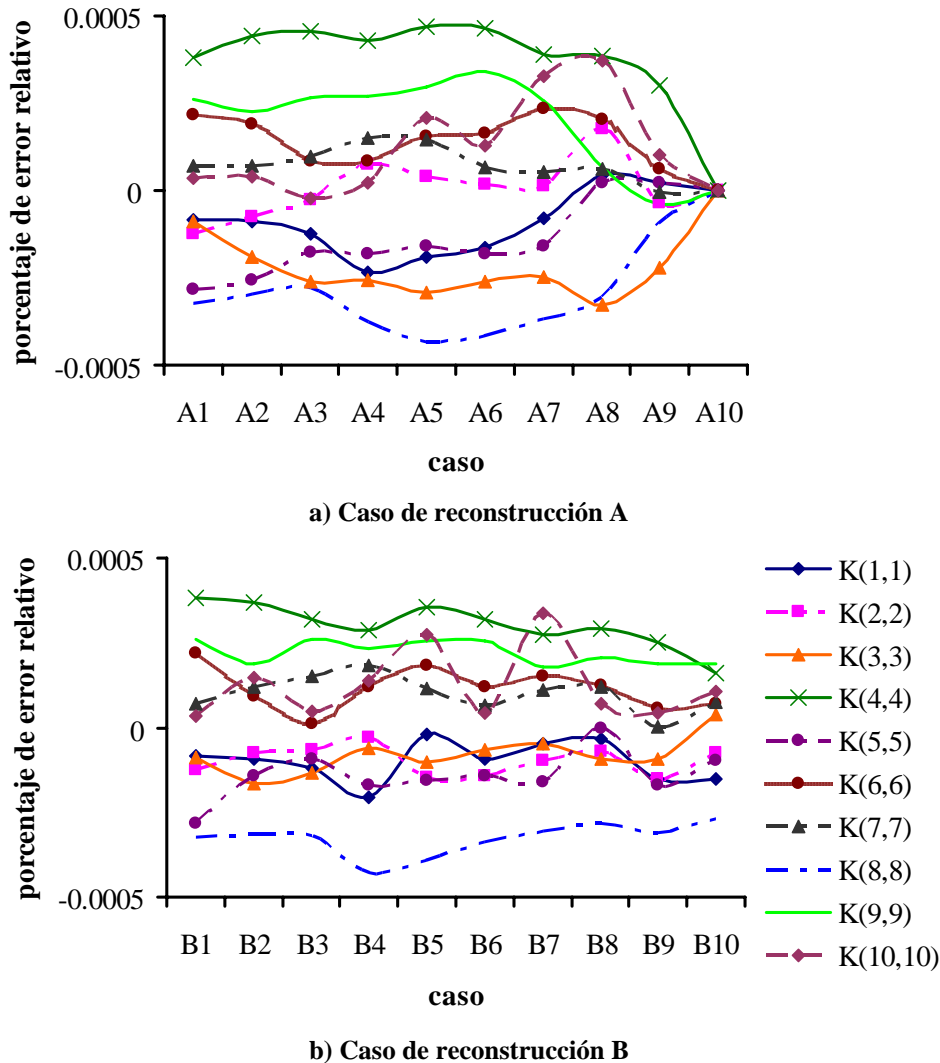 0.0005
0
-0.0005
porcentaje de error relativo
A1 A2 A3 A4 A5 A6 A7 A8 A9 A10
caso
a) Caso de reconstrucción A
0.0005
0
-0.0005
porcentaje de error relativo
B1 B2 B3 B4 B5 B6 B7 B8 B9 B10
caso
K(1,1)
K(2,2)
K(3,3)
K(4,4)
K(5,5)
K(6,6)
K(7,7)
K(8,8)
K(9,9)
K(10,10)
b) Caso de reconstrucción B